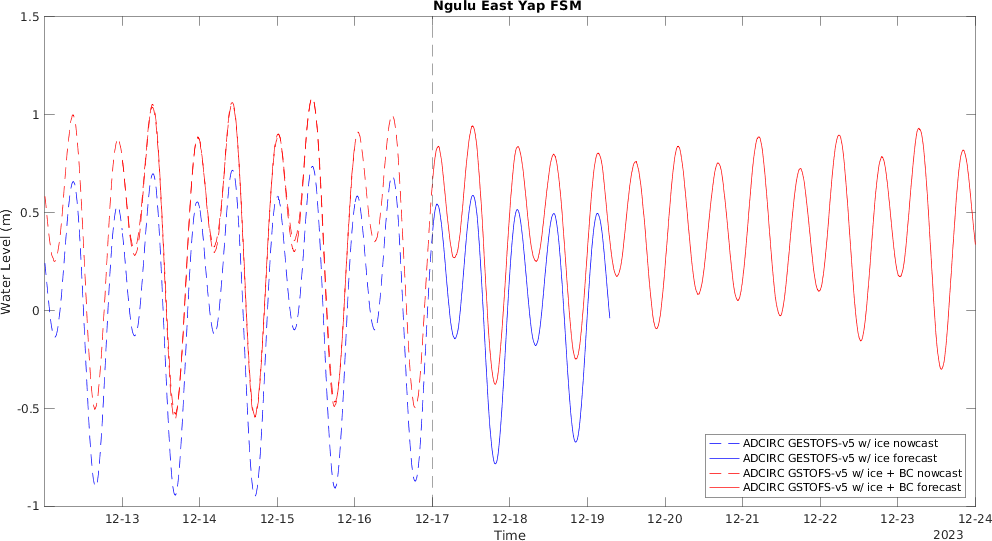 Ngulu East Yap FSM
1.5
1
0.5
0
-0.5
-1
Water Level (m)
12-13
12-14
12-15
12-16
12-17
12-18
12-19
12-20
12-21
12-22
12-23
12-24
2023
Time
ADCIRC GESTOFS-v5 w/ ice nowcast
ADCIRC GESTOFS-v5 w/ ice forecast
ADCIRC GSTOFS-v5 w/ ice + BC nowcast
ADCIRC GSTOFS-v5 w/ ice + BC forecast